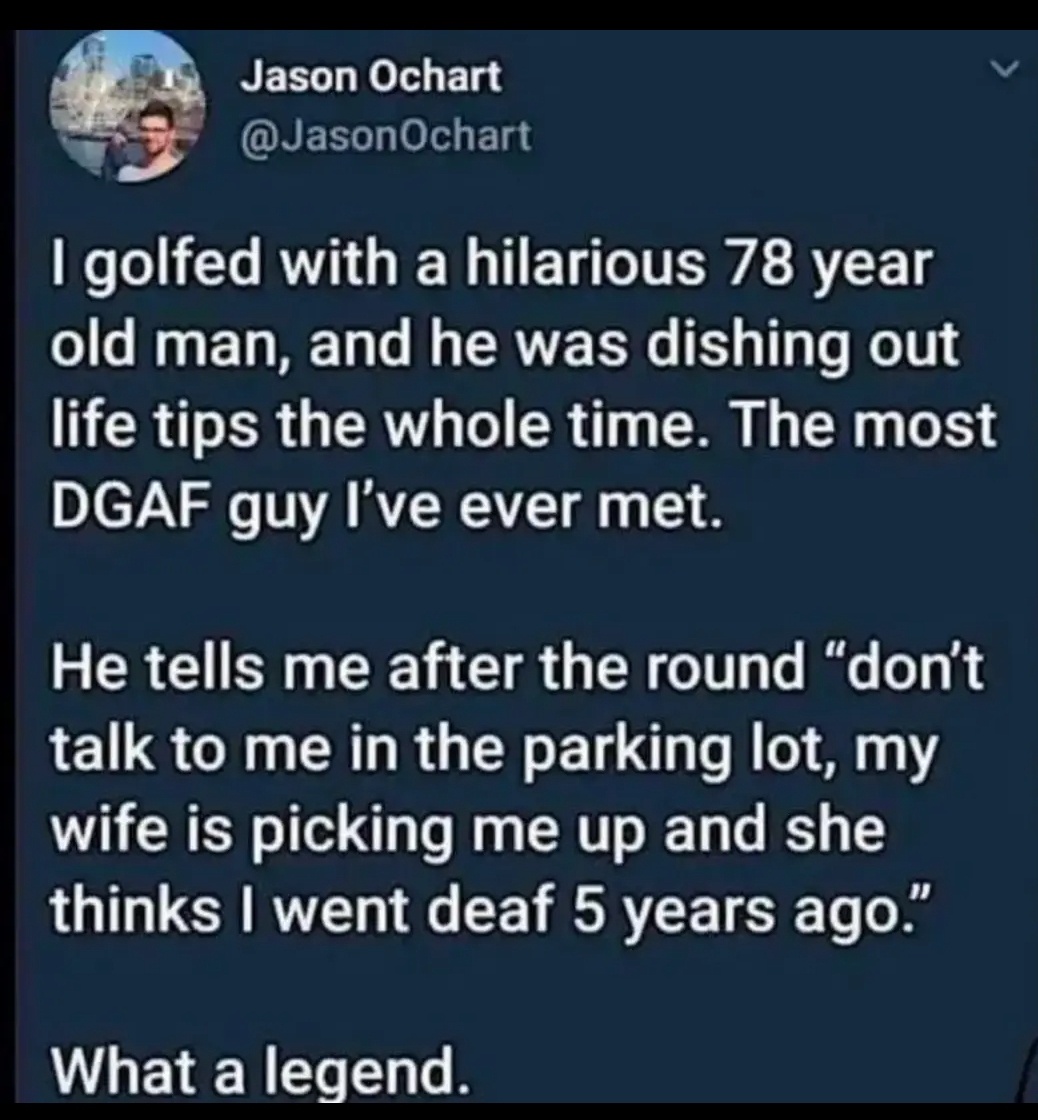 Jason Ochart
@JasonOchart
I golfed with a hilarious 78 year
old man, and he was dishing out
life tips the whole time. The most
DGAF guy I've ever met.
He tells me after the round “don't
talk to me in the parking lot, my
wife is picking me up and she
thinks I went deaf 5 years ago.”
What a legend.